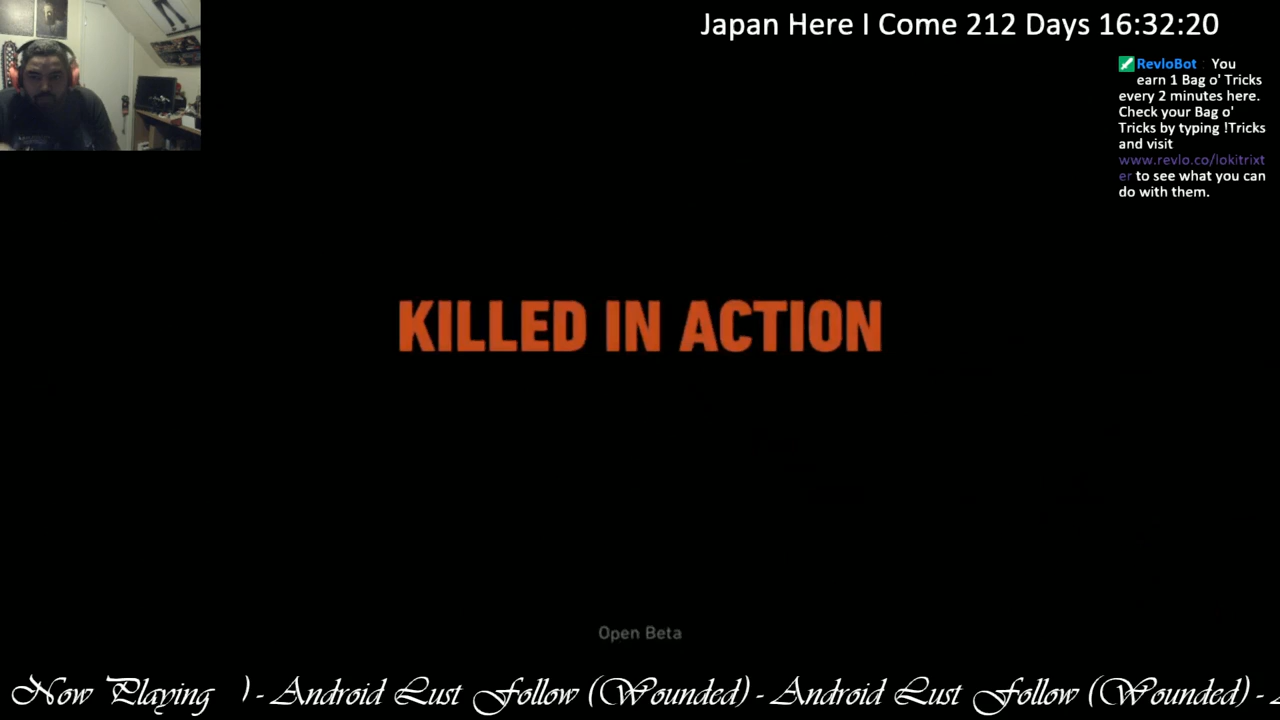 Japan Here I Come 212 Days 16:32:20
RevloBot : You
earn 1 Bag o' Tricks
every 2 minutes here.
Check your Bag o'
Tricks by typing !Tricks
and visit
www.revlo.co/lokitrixt
er to see what you can
do with them.
KILLED IN ACTION
Open Beta
Now Playing ) - Android Lust Follow (Wounded) - Android Lust Follow (Wounded) -